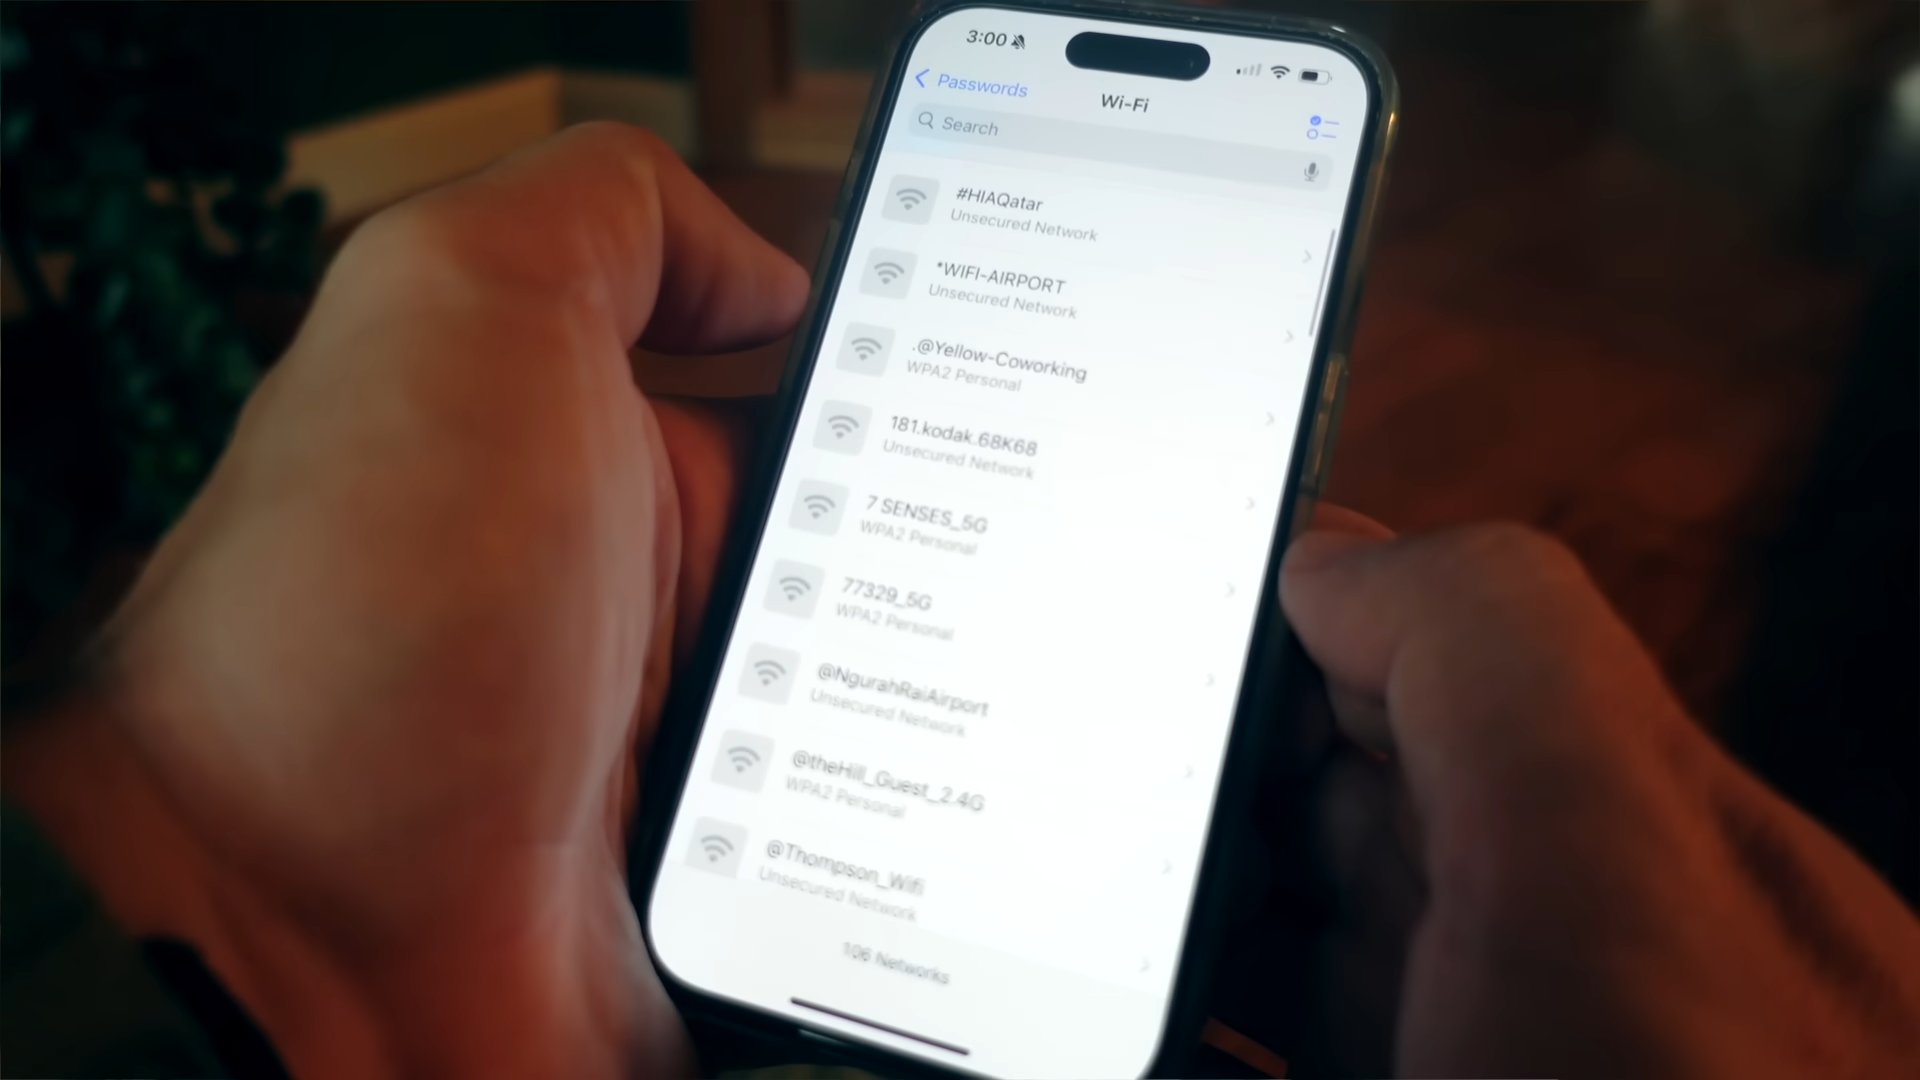 3:00
Passwords
Wi-Fi
Search
#HIAQatar
Unsecured Network
*WIFI-AIRPORT
Unsecured Network
.@Yellow-Coworking
WPA2 Personal
181.kodak.68K68
Unsecured Network
7 SENSES_5G
WPA2 Personal
77329_5G
WPA2 Personal
@NgurahRaiAirport
Unsecured Network
@theHill_Guest_2.4G
WPA2 Personal
@Thompson_Wifi
Unsecured Network
106 Networks